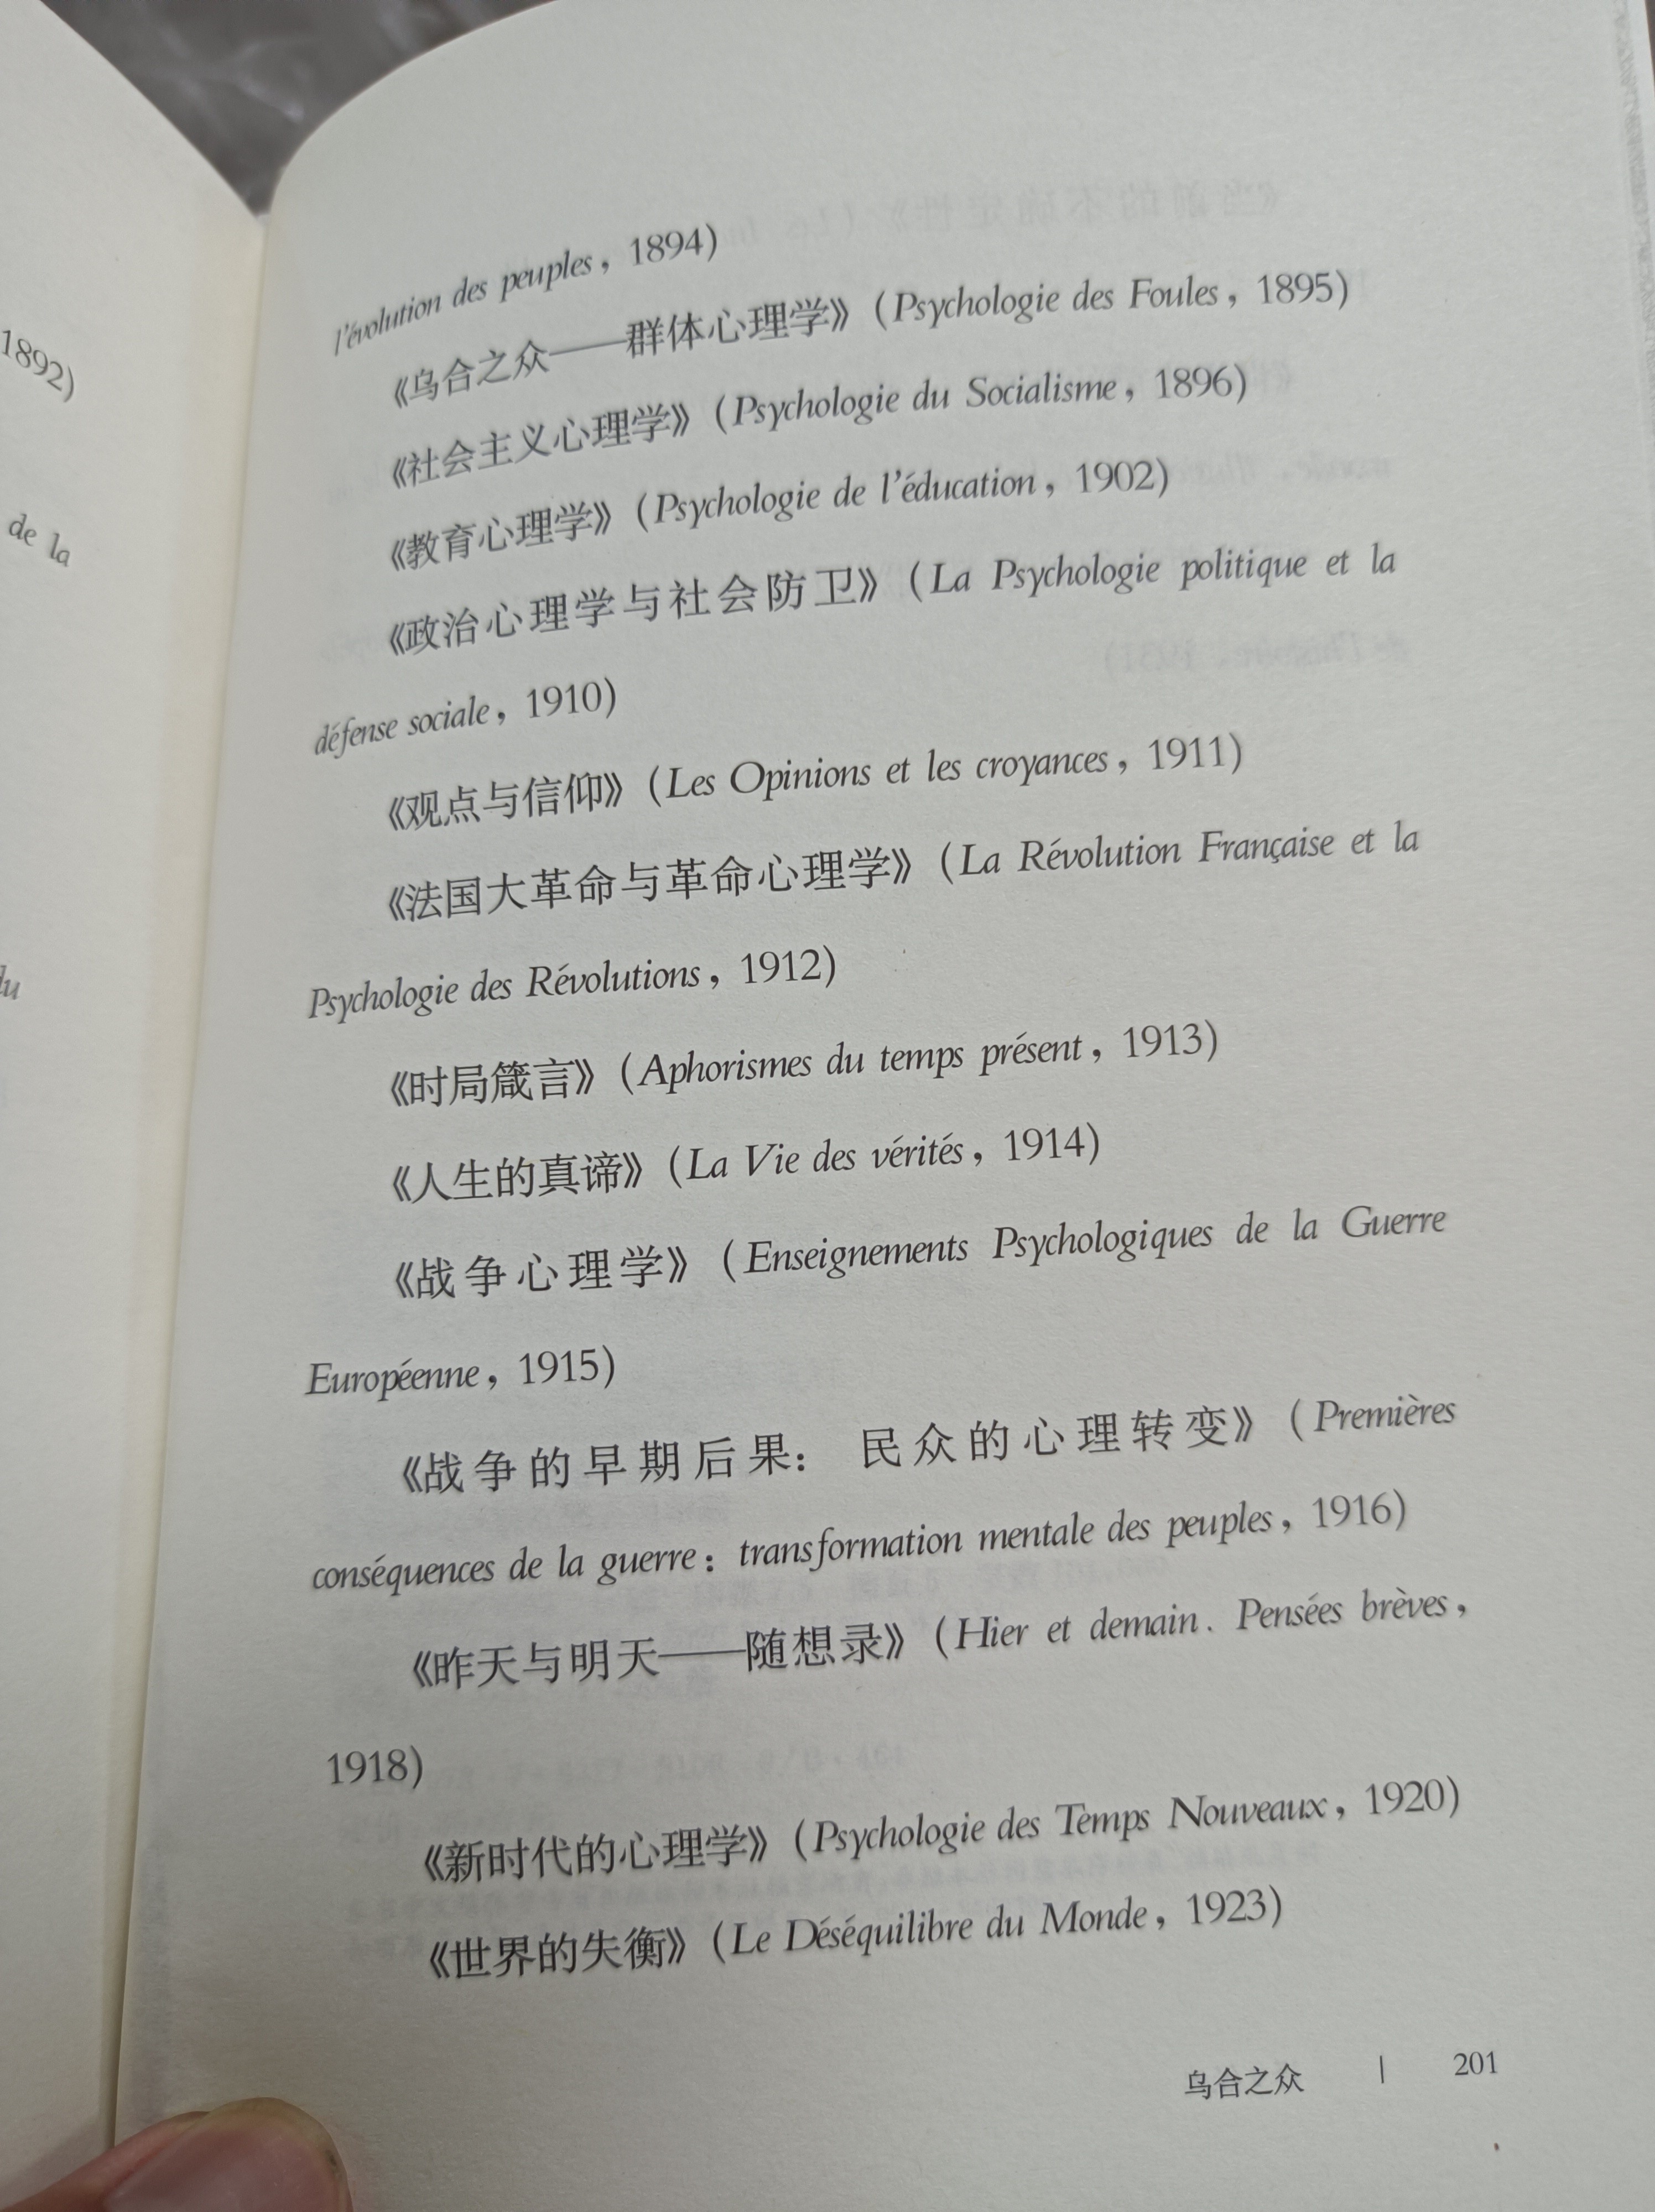 1892)
de la
du
l'évolution des peuples，1894)
《乌合之众——群体心理学》(Psychologie des Foules，1895)
《社会主义心理学》(Psychologie du Socialisme，1896)
《教育心理学》(Psychologie de l'éducation，1902)
《政治心理学与社会防卫》(La Psychologie politique et la
défense sociale，1910)
《观点与信仰》(Les Opinions et les croyances，1911)
《法国大革命与革命心理学》(La Révolution Française et la
Psychologie des Révolutions，1912)
《时局箴言》(Aphorismes du temps présent，1913)
《人生的真谛》(La Vie des vérités，1914)
《战争心理学》(Enseignements Psychologiques de la Guerre
Européenne，1915)
《战争的早期后果：民众的心理转变》(Premières
conséquences de la guerre：transformation mentale des peuples，1916)
《昨天与明天——随想录》(Hier et demain. Pensées brèves，
1918)
《新时代的心理学》(Psychologie des Temps Nouveaux，1920)
《世界的失衡》(Le Déséquilibre du Monde，1923)
乌合之众 | 201